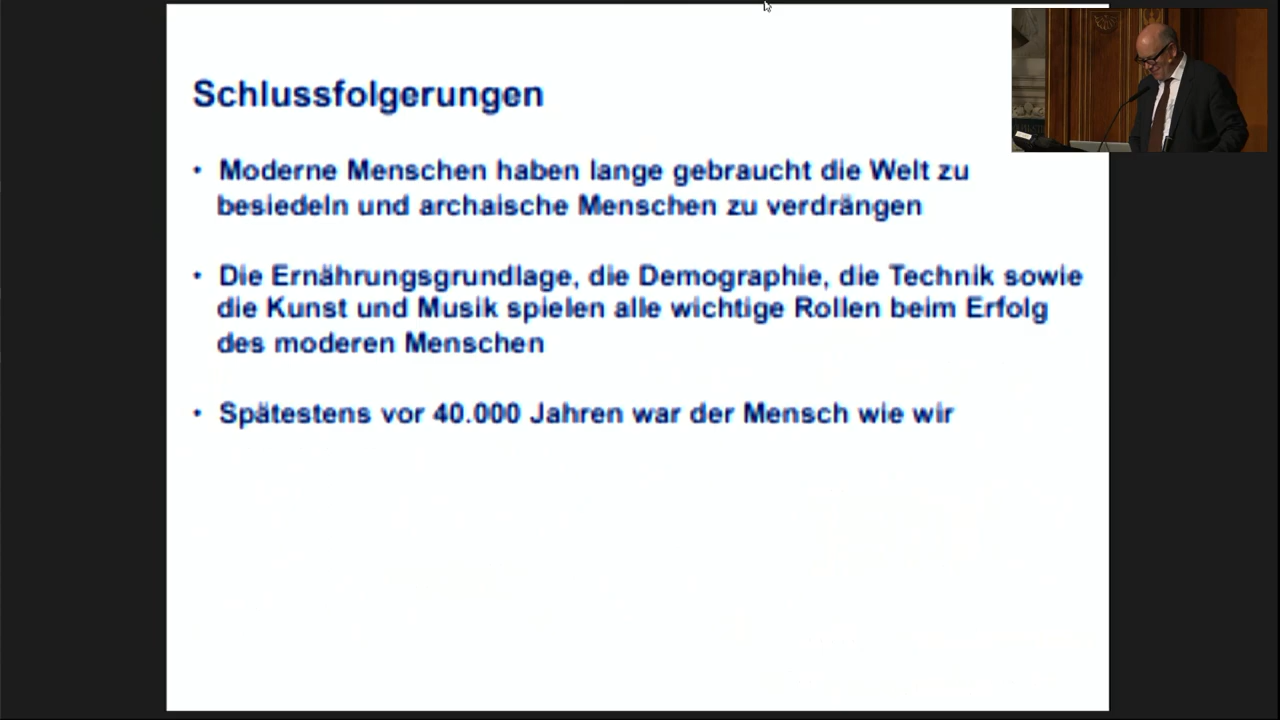 Schlussfolgerungen
• Moderne Menschen haben lange gebraucht die Welt zu
besiedeln und archaische Menschen zu verdrängen
• Die Ernährungsgrundlage, die Demographie, die Technik sowie
die Kunst und Musik spielen alle wichtige Rollen beim Erfolg
des moderen Menschen
• Spätestens vor 40.000 Jahren war der Mensch wie wir